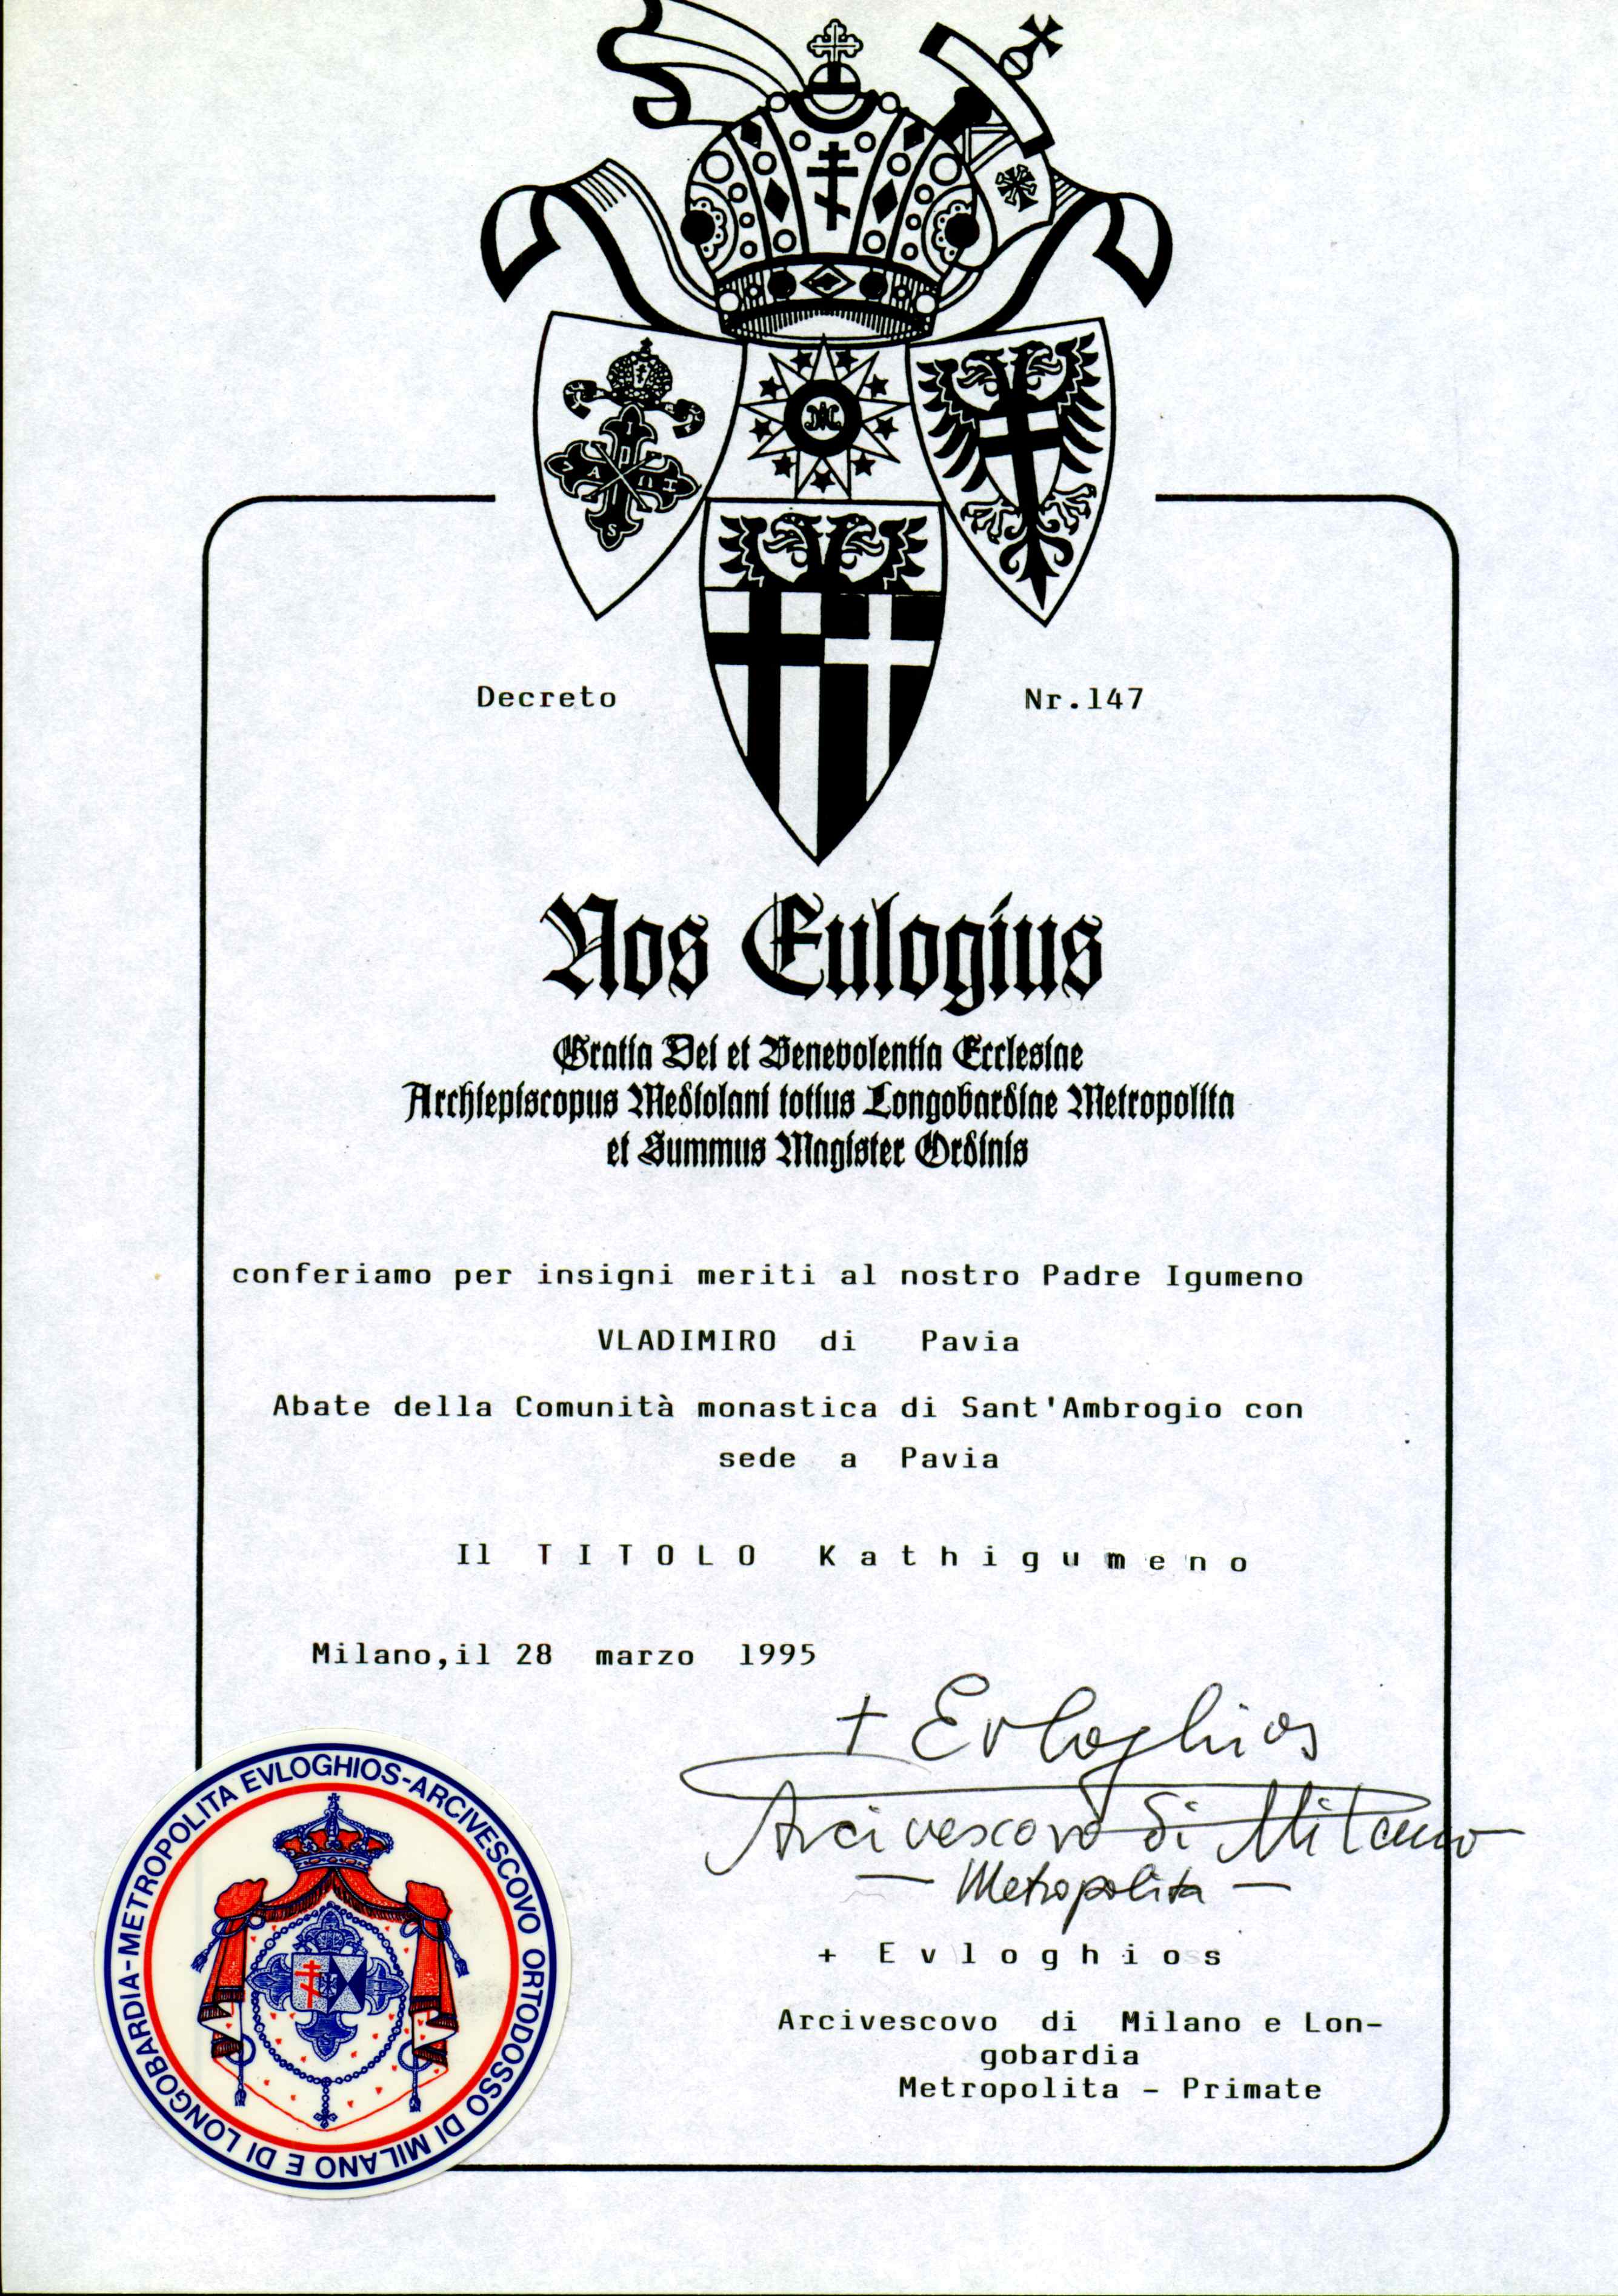 Decreto Nr.147
Nos Eulogius
Gratia Dei et Benevolentia Ecclesiae
Archiepiscopus Mediolani totius Longobardiae Metropolita
et Summus Magister Ordinis
conferiamo per insigni meriti al nostro Padre Igumeno
VLADIMIRO di Pavia
Abate della Comunità monastica di Sant'Ambrogio con
sede a Pavia
Il T I T O L O K a t h i g u m e n o
Milano,il 28 marzo 1995
+ Evloghios
Arcivescovo di Milano
— Metropolita —
+ E v l o g h i o s
Arcivescovo di Milano e Lon-
gobardia
Metropolita - Primate
METROPOLITA EVLOGHIOS-ARCIVESCOVO ORTODOSSO DI MILANO E DI LONGOBARDIA-